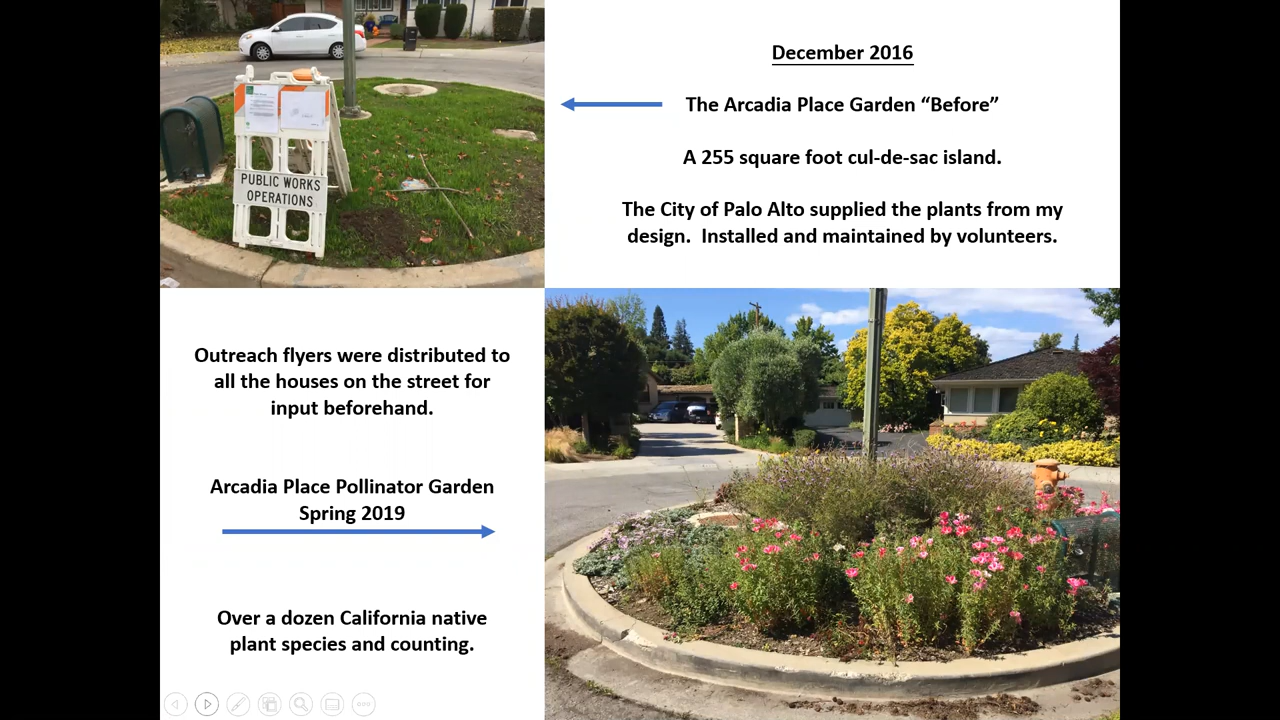 PUBLIC WORKS
OPERATIONS
December 2016
The Arcadia Place Garden “Before”
A 255 square foot cul-de-sac island.
The City of Palo Alto supplied the plants from my
design.  Installed and maintained by volunteers.
Outreach flyers were distributed to
all the houses on the street for
input beforehand.
Arcadia Place Pollinator Garden
Spring 2019
Over a dozen California native
plant species and counting.